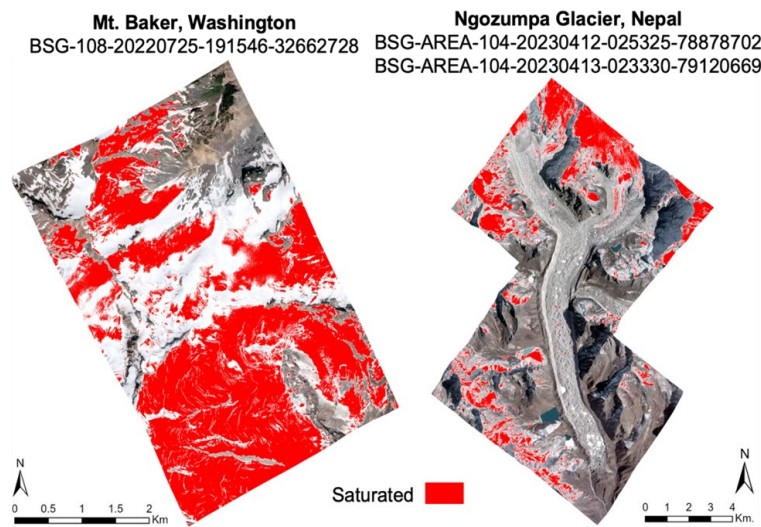 Mt. Baker, Washington
BSG-108-20220725-191546-32662728
Ngozumpa Glacier, Nepal
BSG-AREA-104-20230412-025325-78878702
BSG-AREA-104-20230413-023330-79120669
Saturated
N
0 0.5 1 1.5 2
Km
N
0 1 2 3 4
Km.